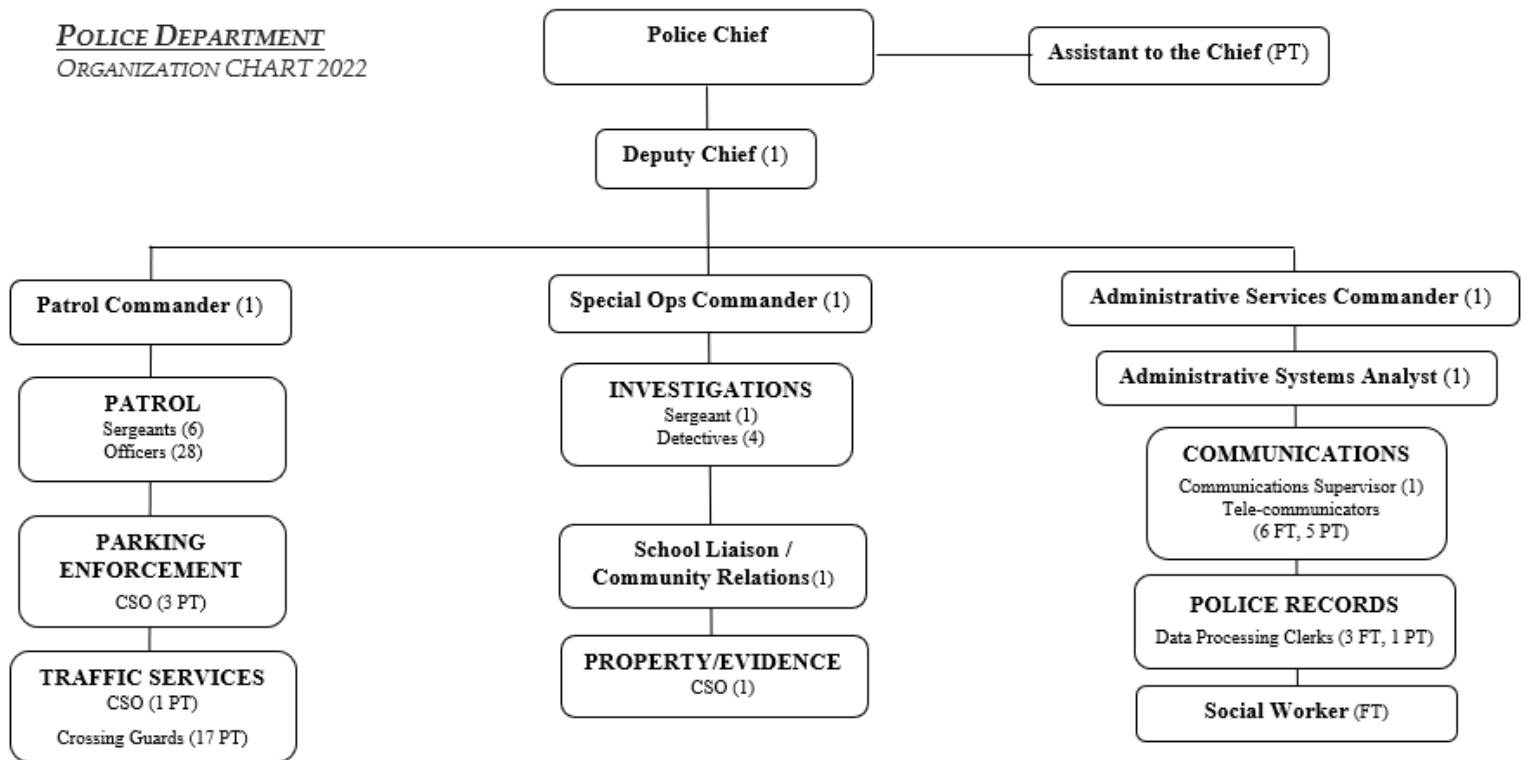 POLICE DEPARTMENT
ORGANIZATION CHART 2022
Police Chief
Assistant to the Chief (PT)
Deputy Chief (1)
Patrol Commander (1)
PATROL
Sergeants (6)
Officers (28)
PARKING
ENFORCEMENT
CSO (3 PT)
TRAFFIC SERVICES
CSO (1 PT)
Crossing Guards (17 PT)
Special Ops Commander (1)
INVESTIGATIONS
Sergeant (1)
Detectives (4)
School Liaison /
Community Relations(1)
PROPERTY/EVIDENCE
CSO (1)
Administrative Services Commander (1)
Administrative Systems Analyst (1)
COMMUNICATIONS
Communications Supervisor (1)
Tele-communicators
(6 FT, 5 PT)
POLICE RECORDS
Data Processing Clerks (3 FT, 1 PT)
Social Worker (FT)